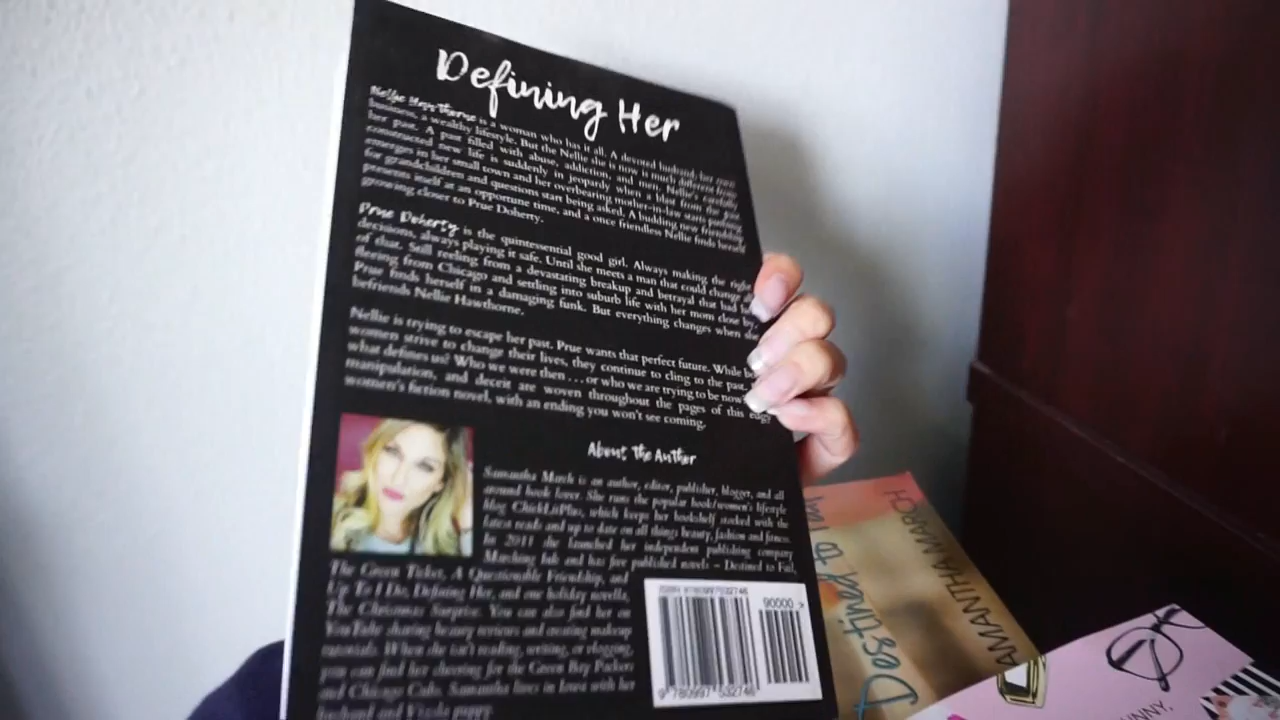 Defining Her
Nellie Hawthorne is a woman who has it all. A devoted husband, her own
business, a wealthy lifestyle. But the Nellie she is now is much different from
her past. A past filled with abuse, addiction, and men. Nellie's carefully
constructed new life is suddenly in jeopardy when a blast from the past
emerges in her small town and her overbearing mother-in-law starts pushing
for grandchildren and questions start being asked. A budding new friendship
presents itself at an opportune time, and a once friendless Nellie finds herself
growing closer to Prue Doherty.
Prue Doherty is the quintessential good girl. Always making the right
decisions, always playing it safe. Until she meets a man that could change
of that. Still reeling from a devastating breakup and betrayal that had her
fleeing from Chicago and settling into suburb life with her mom close by,
Prue finds herself in a damaging funk. But everything changes when she
befriends Nellie Hawthorne.
Nellie is trying to escape her past. Prue wants that perfect future. While bo
women strive to change their lives, they continue to cling to the past.
what defines us? Who we were then . . . or who we are trying to be now?
manipulation, and deceit are woven throughout the pages of this edgy
women's fiction novel, with an ending you won't see coming.
About the Author
Samantha March is an author, editor, publisher, blogger, and all
around book lover. She runs the popular book/women's lifestyle
blog ChickLitPlus, which keeps her bookshelf stacked with the
latest reads and up to date on all things beauty, fashion and fitness.
In 2011 she launched her independent publishing company
Marching Ink and has five published novels – Destined to Fail,
The Green Ticket, A Questionable Friendship, and
Up To I Do, Defining Her, and one holiday novella,
The Christmas Surprise. You can also find her on
YouTube sharing beauty reviews and creating makeup
tutorials. When she isn't reading, writing, or vlogging,
you can find her cheering for the Green Bay Packers
and Chicago Cubs. Samantha lives in Iowa with her
husband and Vizsla puppy.
ISBN 9780997532746
90000 >
9 780997 532746
Destined to
AMANTHA MARCH